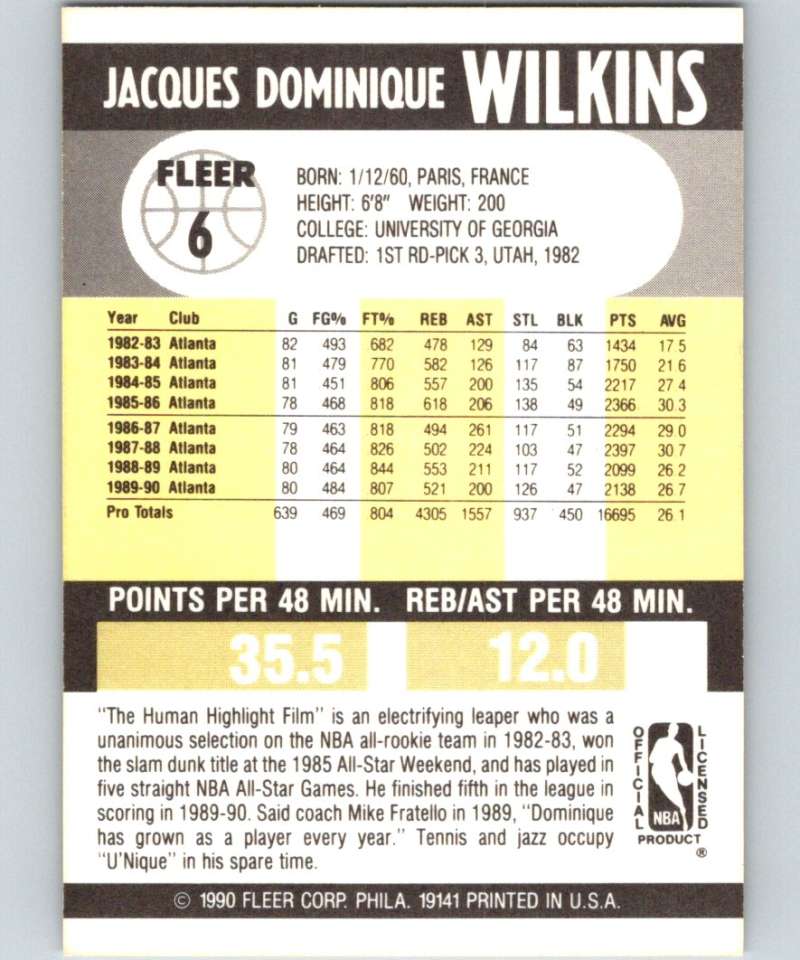 JACQUES DOMINIQUE WILKINS
FLEER
6
BORN: 1/12/60, PARIS, FRANCE
HEIGHT: 6'8" WEIGHT: 200
COLLEGE: UNIVERSITY OF GEORGIA
DRAFTED: 1ST RD-PICK 3, UTAH, 1982
Year Club G FG% FT% REB AST STL BLK PTS AVG
1982-83 Atlanta 82 493 682 478 129 84 63 1434 17 5
1983-84 Atlanta 81 479 770 582 126 117 87 1750 21 6
1984-85 Atlanta 81 451 806 557 200 135 54 2217 27 4
1985-86 Atlanta 78 468 818 618 206 138 49 2366 30.3
1986-87 Atlanta 79 463 818 494 261 117 51 2294 29 0
1987-88 Atlanta 78 464 826 502 224 103 47 2397 30 7
1988-89 Atlanta 80 464 844 553 211 117 52 2099 26 2
1989-90 Atlanta 80 484 807 521 200 126 47 2138 26.7
Pro Totals 639 469 804 4305 1557 937 450 16695 26 1
POINTS PER 48 MIN. REB/AST PER 48 MIN.
35.5 12.0
"The Human Highlight Film" is an electrifying leaper who was a
unanimous selection on the NBA all-rookie team in 1982-83, won
the slam dunk title at the 1985 All-Star Weekend, and has played in
five straight NBA All-Star Games. He finished fifth in the league in
scoring in 1989-90. Said coach Mike Fratello in 1989, "Dominique
has grown as a player every year." Tennis and jazz occupy
"U'Nique" in his spare time.
OFFICIAL
LICENSED
NBA
PRODUCT
®
© 1990 FLEER CORP. PHILA. 19141 PRINTED IN U.S.A.